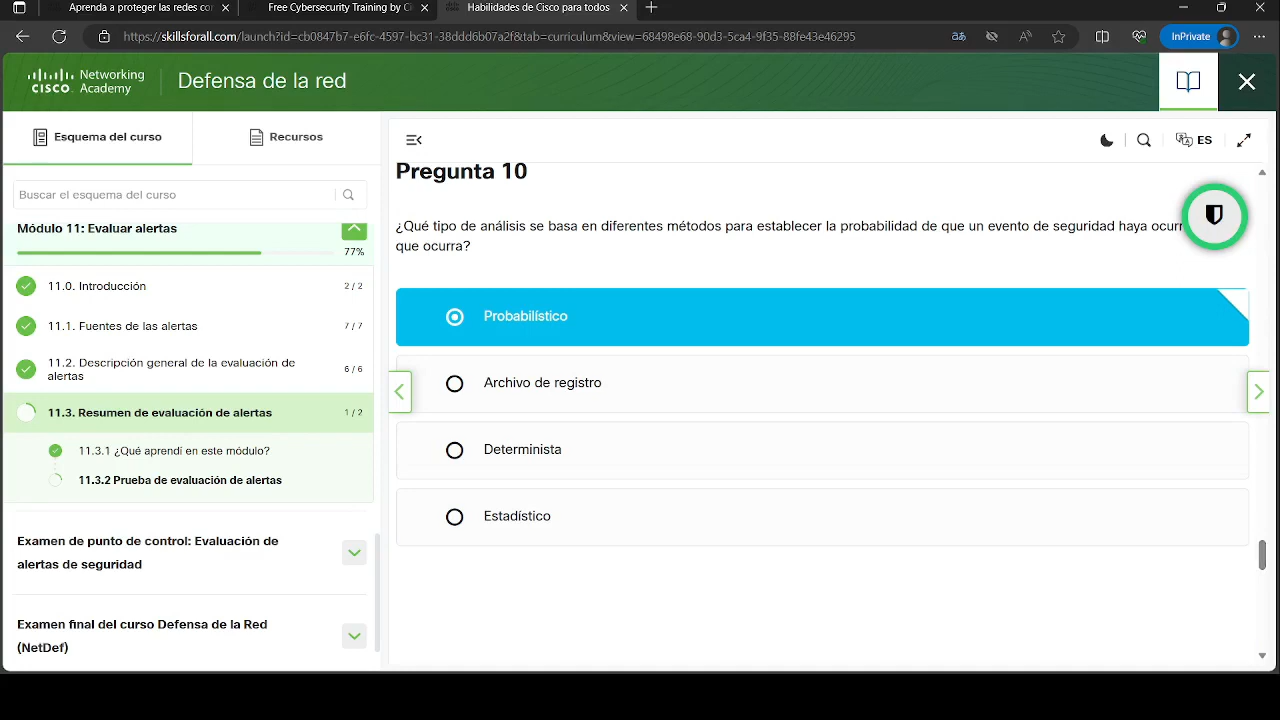 Aprenda a proteger las redes cor
Free Cybersecurity Training by Ci
Habilidades de Cisco para todos
https://skillsforall.com/launch?id=cb0847b7-e6fc-4597-bc31-38ddd6b07a2f&tab=curriculum&view=68498e68-90d3-5ca4-9f35-88fe43e46295
InPrivate
Networking
CISCO Academy
Defensa de la red
Esquema del curso
Recursos
ES
Buscar el esquema del curso
Módulo 11: Evaluar alertas
77%
11.0. Introducción
2 / 2
11.1. Fuentes de las alertas
7 / 7
11.2. Descripción general de la evaluación de
alertas
6 / 6
11.3. Resumen de evaluación de alertas
1 / 2
11.3.1 ¿Qué aprendí en este módulo?
11.3.2 Prueba de evaluación de alertas
Examen de punto de control: Evaluación de
alertas de seguridad
Examen final del curso Defensa de la Red
(NetDef)
Pregunta 10
¿Qué tipo de análisis se basa en diferentes métodos para establecer la probabilidad de que un evento de seguridad haya ocurr
que ocurra?
Probabilístico
Archivo de registro
Determinista
Estadístico